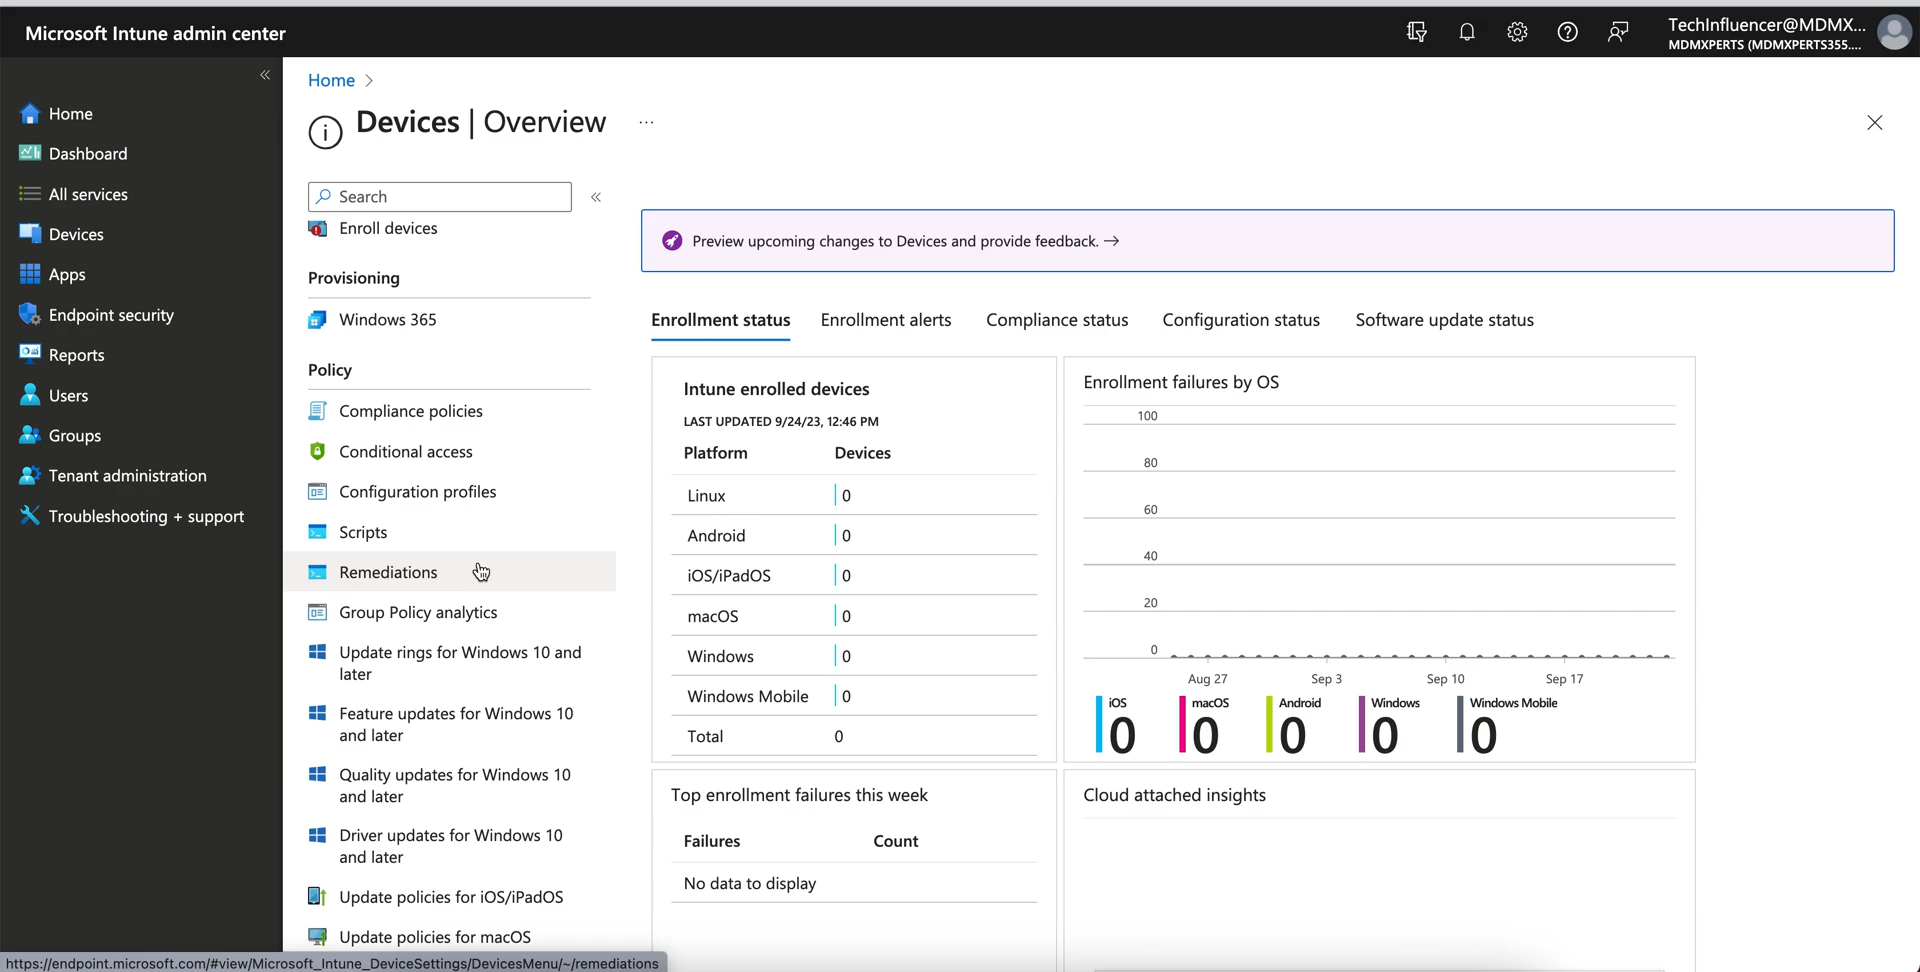 Microsoft Intune admin center
TechInfluencer@MDMX...
MDMXPERTS (MDMXPERTS355....
Home
Dashboard
All services
Devices
Apps
Endpoint security
Reports
Users
Groups
Tenant administration
Troubleshooting + support
Home
Devices | Overview
...
Search
Enroll devices
Provisioning
Windows 365
Policy
Compliance policies
Conditional access
Configuration profiles
Scripts
Remediations
Group Policy analytics
Update rings for Windows 10 and
later
Feature updates for Windows 10
and later
Quality updates for Windows 10
and later
Driver updates for Windows 10
and later
Update policies for iOS/iPadOS
Update policies for macOS
Preview upcoming changes to Devices and provide feedback. →
Enrollment status Enrollment alerts Compliance status Configuration status Software update status
Intune enrolled devices
LAST UPDATED 9/24/23, 12:46 PM
Platform Devices
Linux 0
Android 0
iOS/iPadOS 0
macOS 0
Windows 0
Windows Mobile 0
Total 0
Enrollment failures by OS
100
80
60
40
20
0
Aug 27 Sep 3 Sep 10 Sep 17
iOS macOS Android Windows Windows Mobile
0 0 0 0 0
Top enrollment failures this week
Failures Count
No data to display
Cloud attached insights
https://endpoint.microsoft.com/#view/Microsoft_Intune_DeviceSettings/DevicesMenu/~/remediations